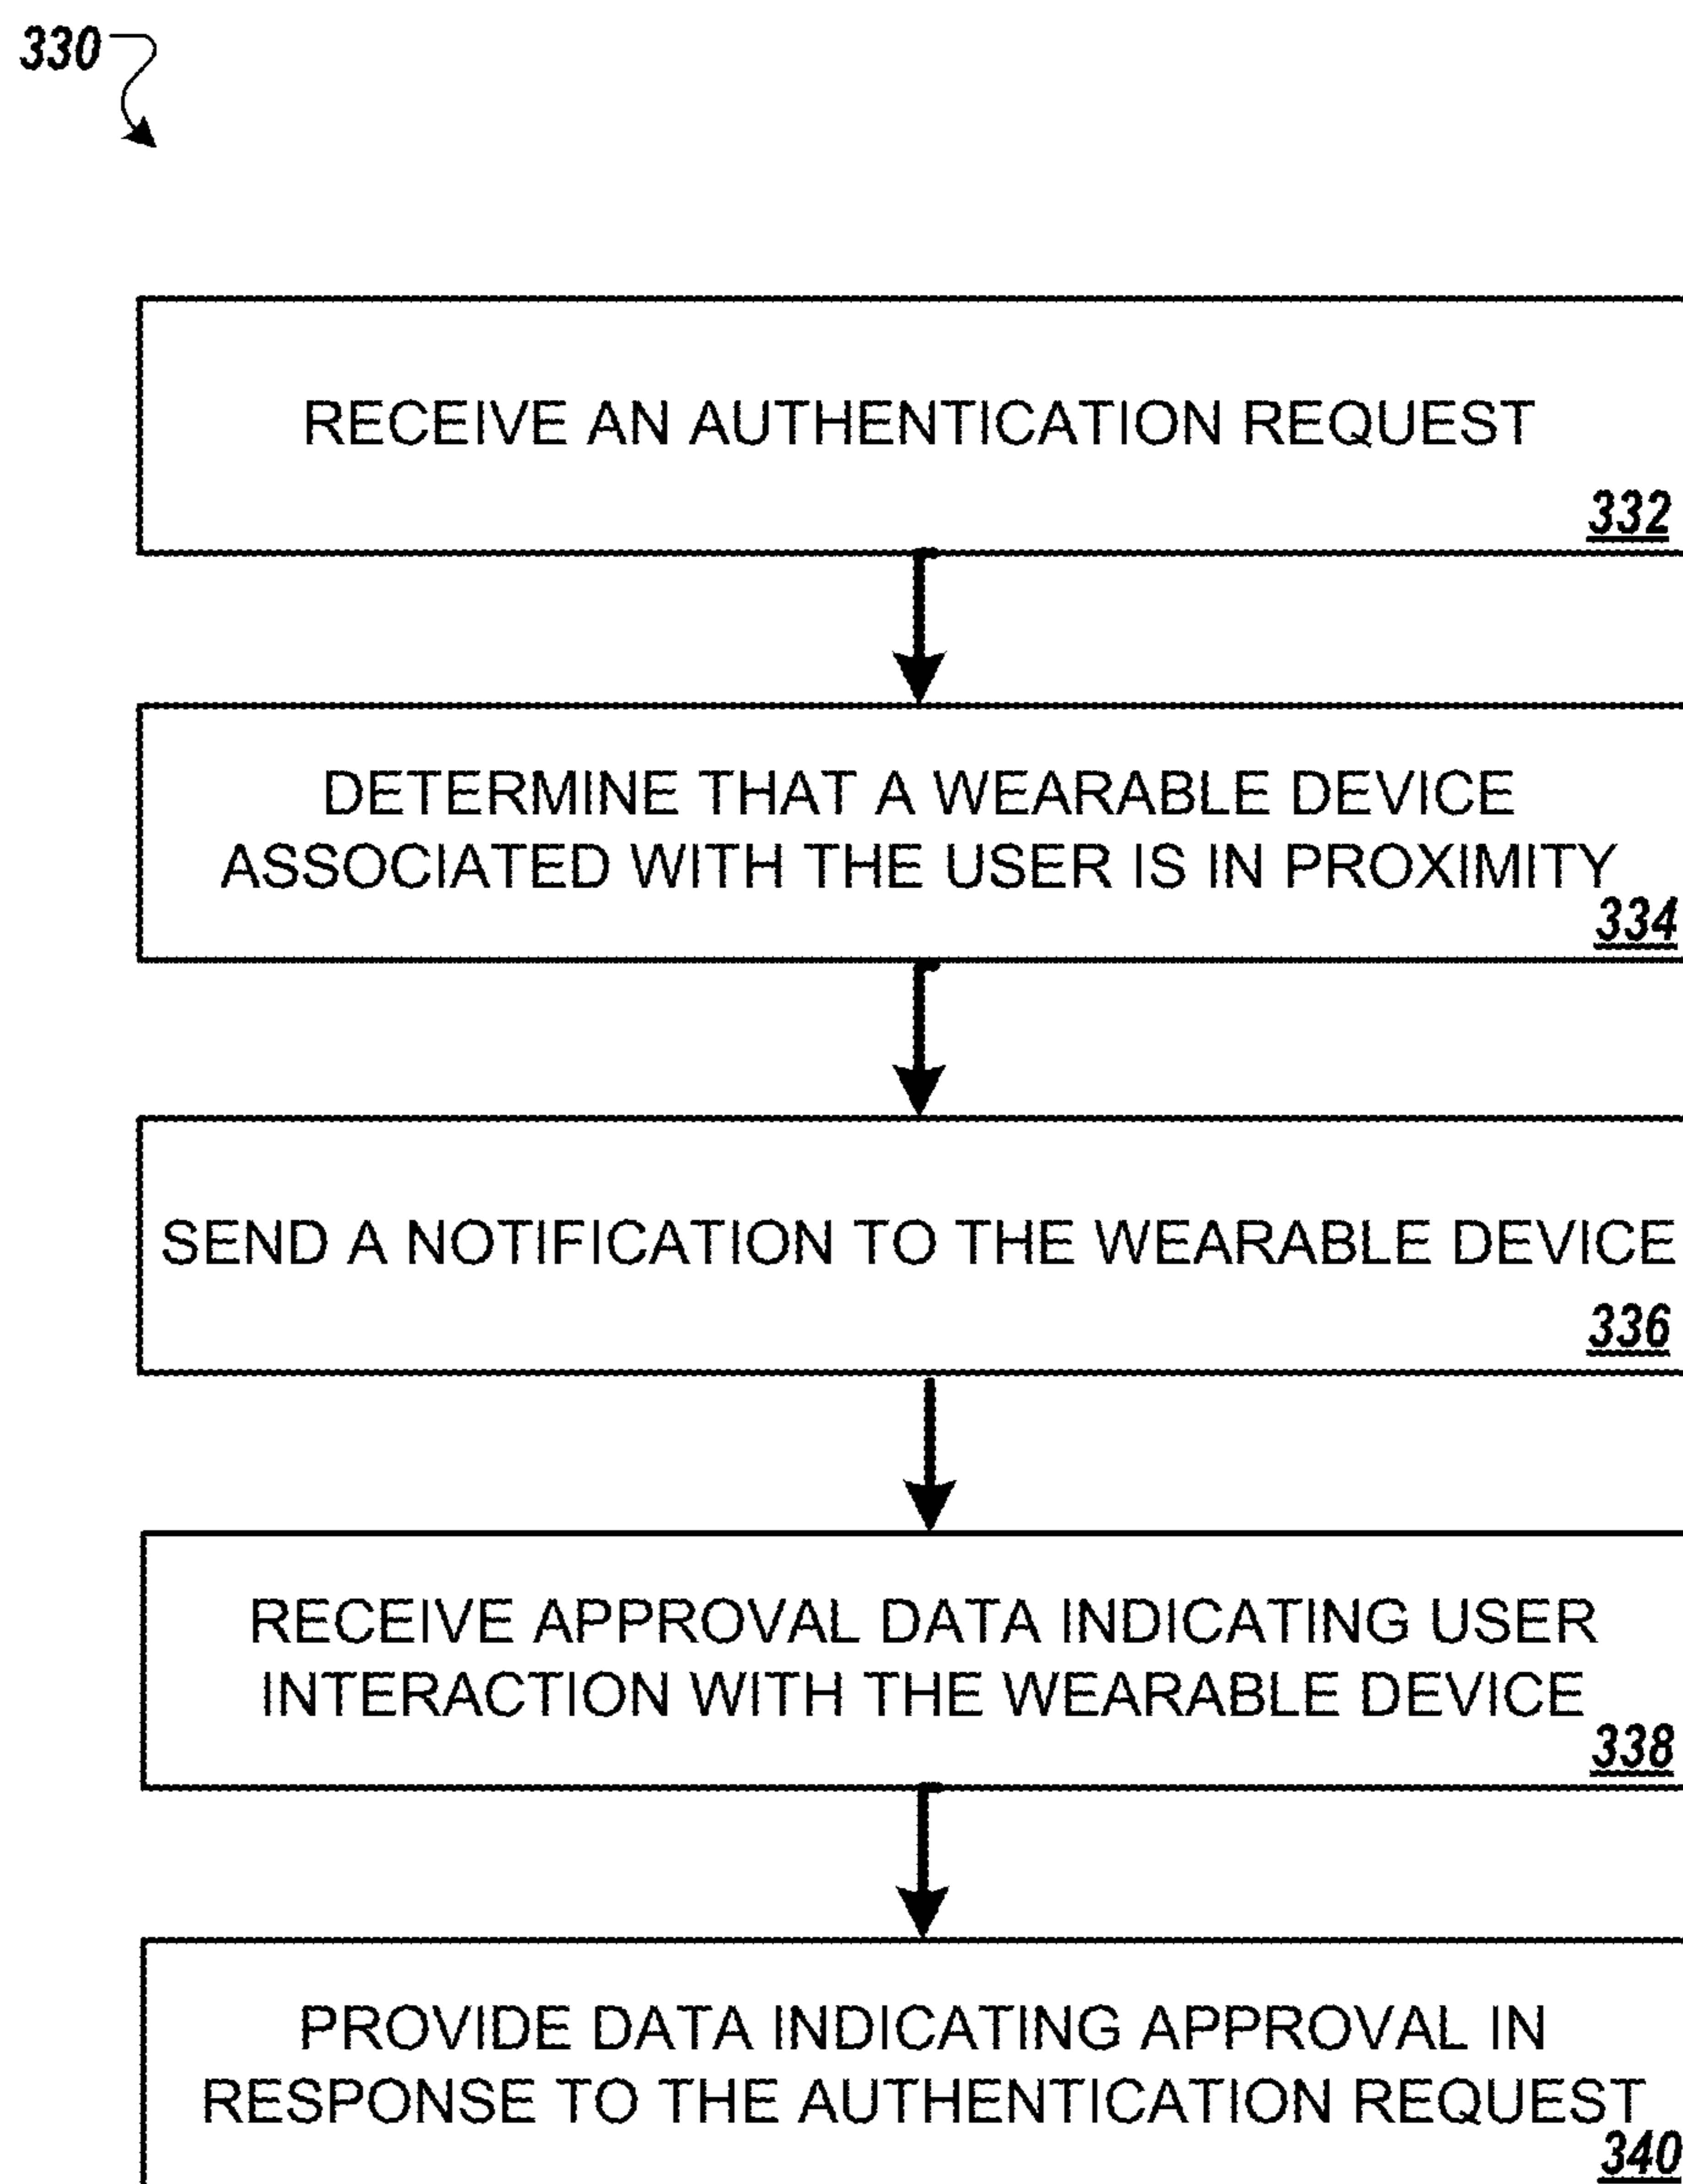 330
RECEIVE AN AUTHENTICATION REQUEST
332
DETERMINE THAT A WEARABLE DEVICE
ASSOCIATED WITH THE USER IS IN PROXIMITY
334
SEND A NOTIFICATION TO THE WEARABLE DEVICE
336
RECEIVE APPROVAL DATA INDICATING USER
INTERACTION WITH THE WEARABLE DEVICE
338
PROVIDE DATA INDICATING APPROVAL IN
RESPONSE TO THE AUTHENTICATION REQUEST
340